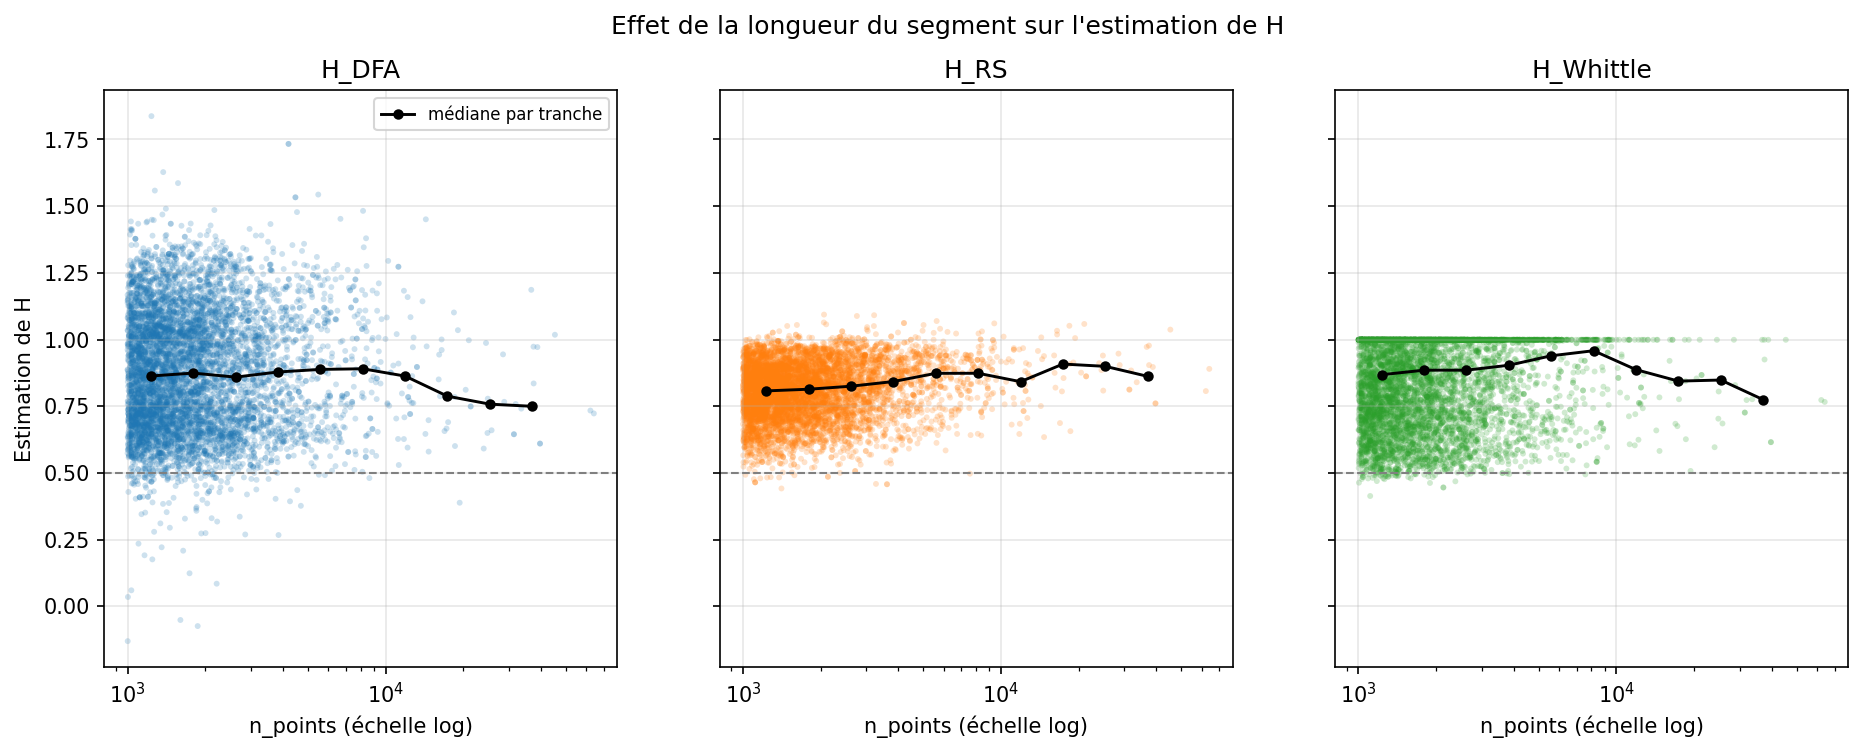 Effet de la longueur du segment sur l'estimation de H
H_DFA
H_RS
H_Whittle
médiane par tranche
Estimation de H
1.75
1.50
1.25
1.00
0.75
0.50
0.25
0.00
10³
10⁴
10³
10⁴
10³
10⁴
n_points (échelle log)
n_points (échelle log)
n_points (échelle log)